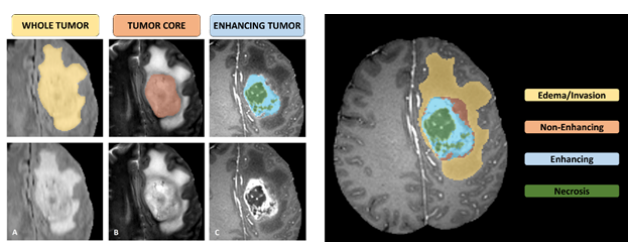 WHOLE TUMOR
TUMOR CORE
ENHANCING TUMOR
A
B
C
Edema/Invasion
Non-Enhancing
Enhancing
Necrosis